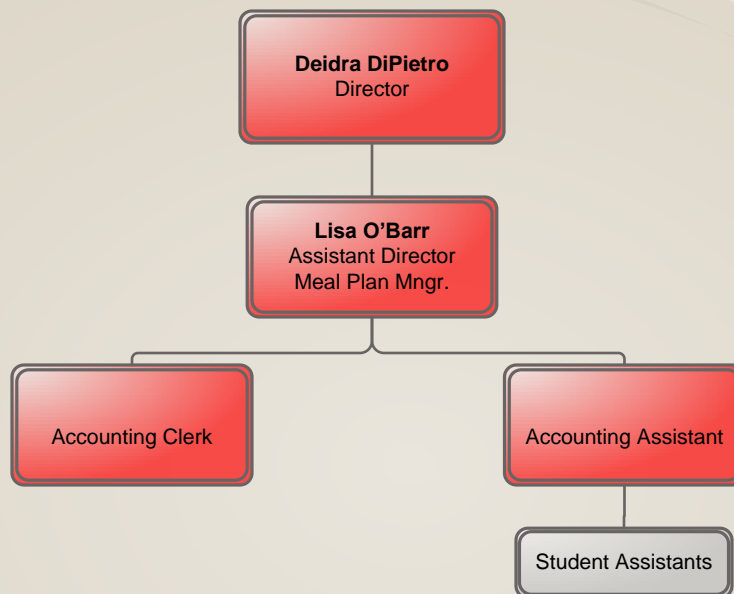 Deidra DiPietro
Director
Lisa O’Barr
Assistant Director
Meal Plan Mngr.
Accounting Clerk
Accounting Assistant
Student Assistants